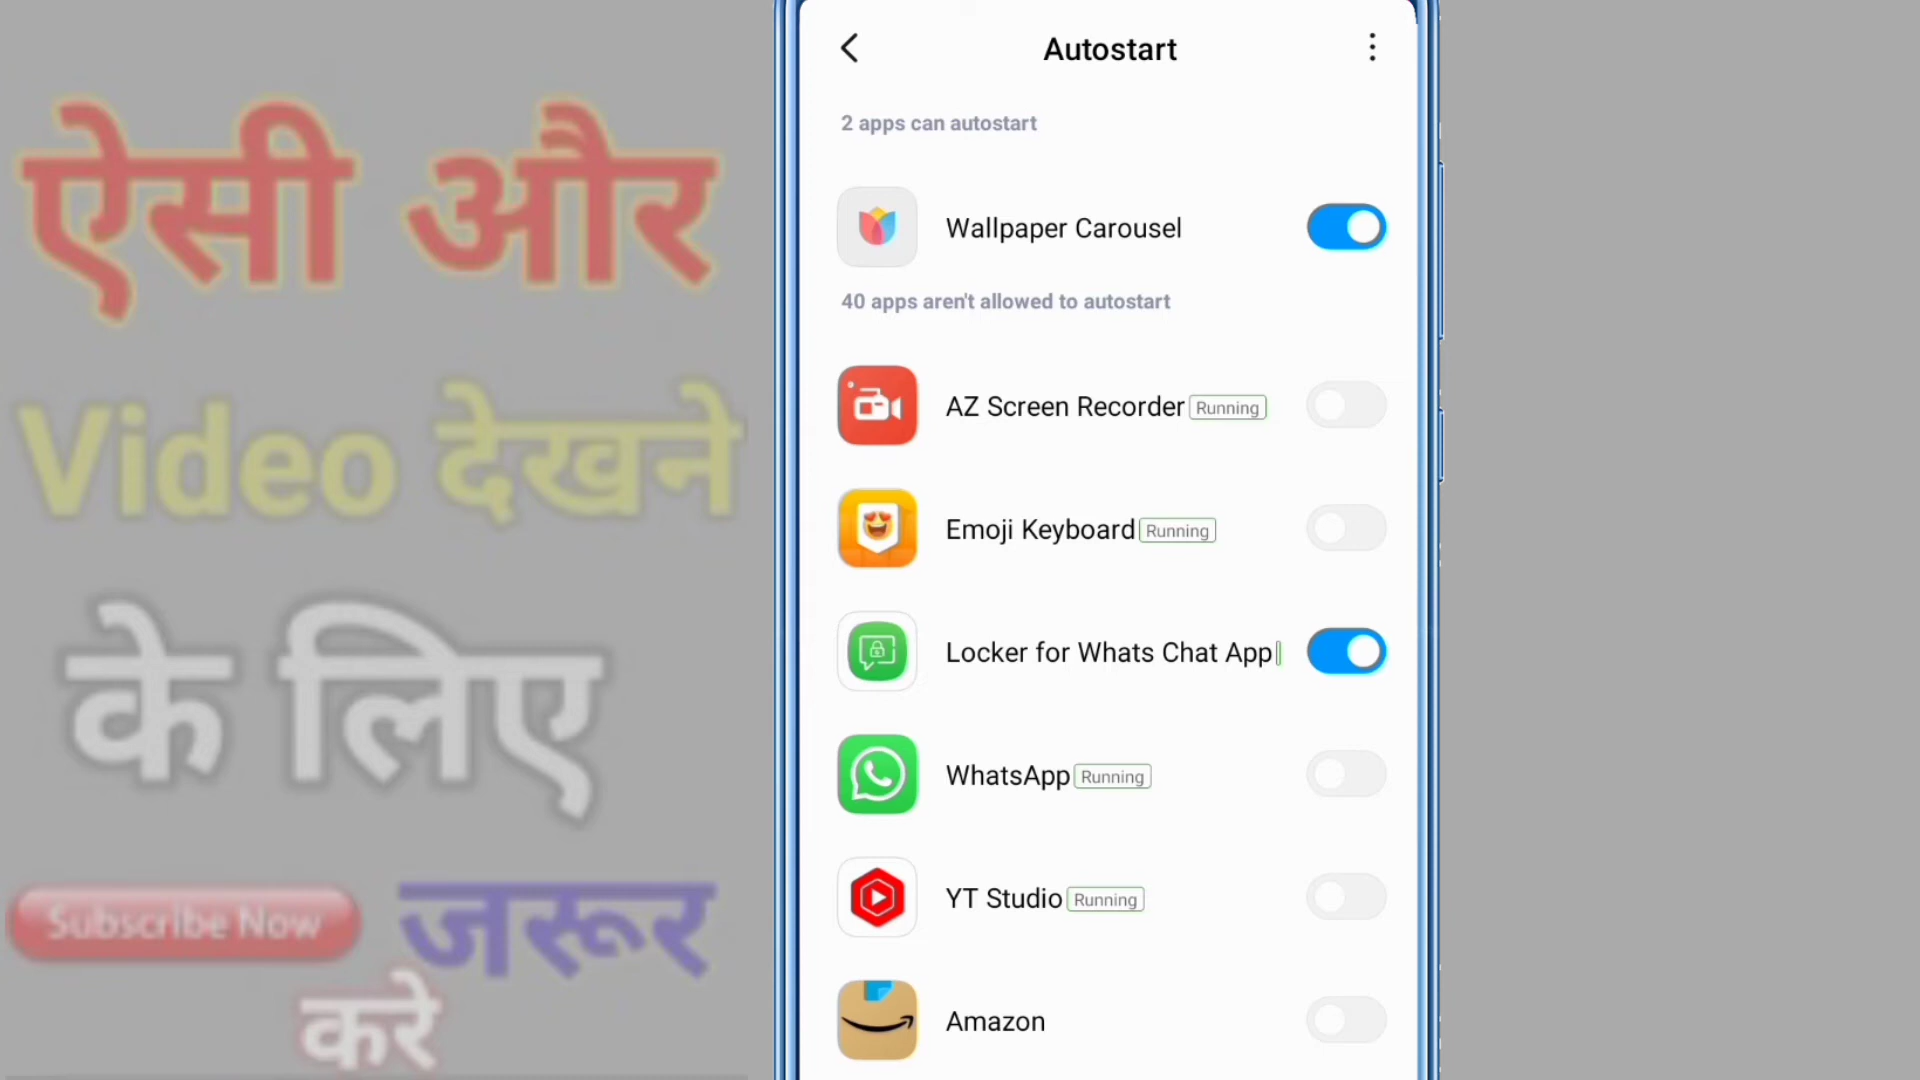 ऐसी और
Video देखने
के लिए
Subscribe Now जरूर
करे
Autostart
2 apps can autostart
Wallpaper Carousel
40 apps aren't allowed to autostart
AZ Screen Recorder Running
Emoji Keyboard Running
Locker for Whats Chat App
WhatsApp Running
YT Studio Running
Amazon